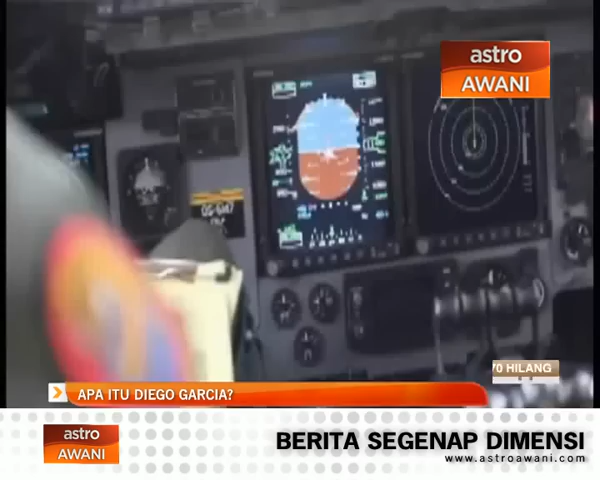 astro
AWANI
70 HILANG
APA ITU DIEGO GARCIA?
astro
AWANI
BERITA SEGENAP DIMENSI
www.astroawani.com